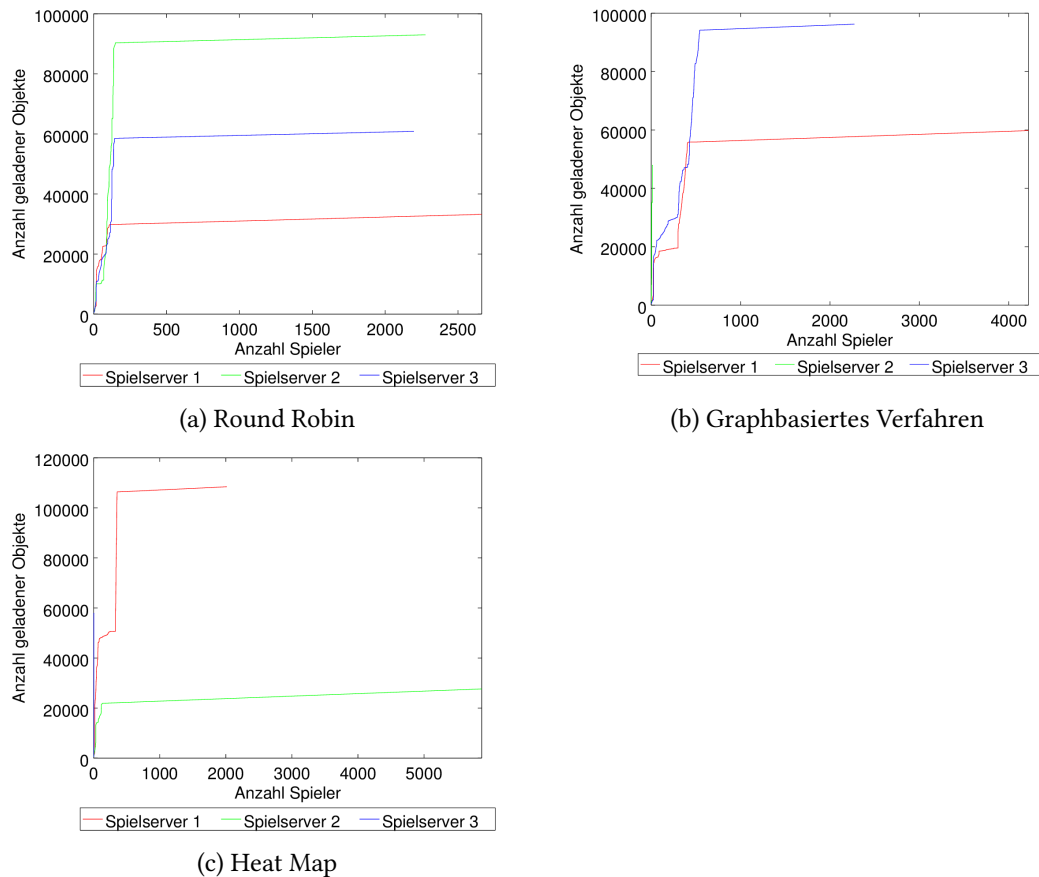 100000
80000
60000
40000
20000
0
Anzahl geladener Objekte
0 500 1000 1500 2000 2500
Anzahl Spieler
Spielserver 1 Spielserver 2 Spielserver 3
(a) Round Robin
100000
80000
60000
40000
20000
0
Anzahl geladener Objekte
0 1000 2000 3000 4000
Anzahl Spieler
Spielserver 1 Spielserver 2 Spielserver 3
(b) Graphbasiertes Verfahren
120000
100000
80000
60000
40000
20000
0
Anzahl geladener Objekte
0 1000 2000 3000 4000 5000
Anzahl Spieler
Spielserver 1 Spielserver 2 Spielserver 3
(c) Heat Map